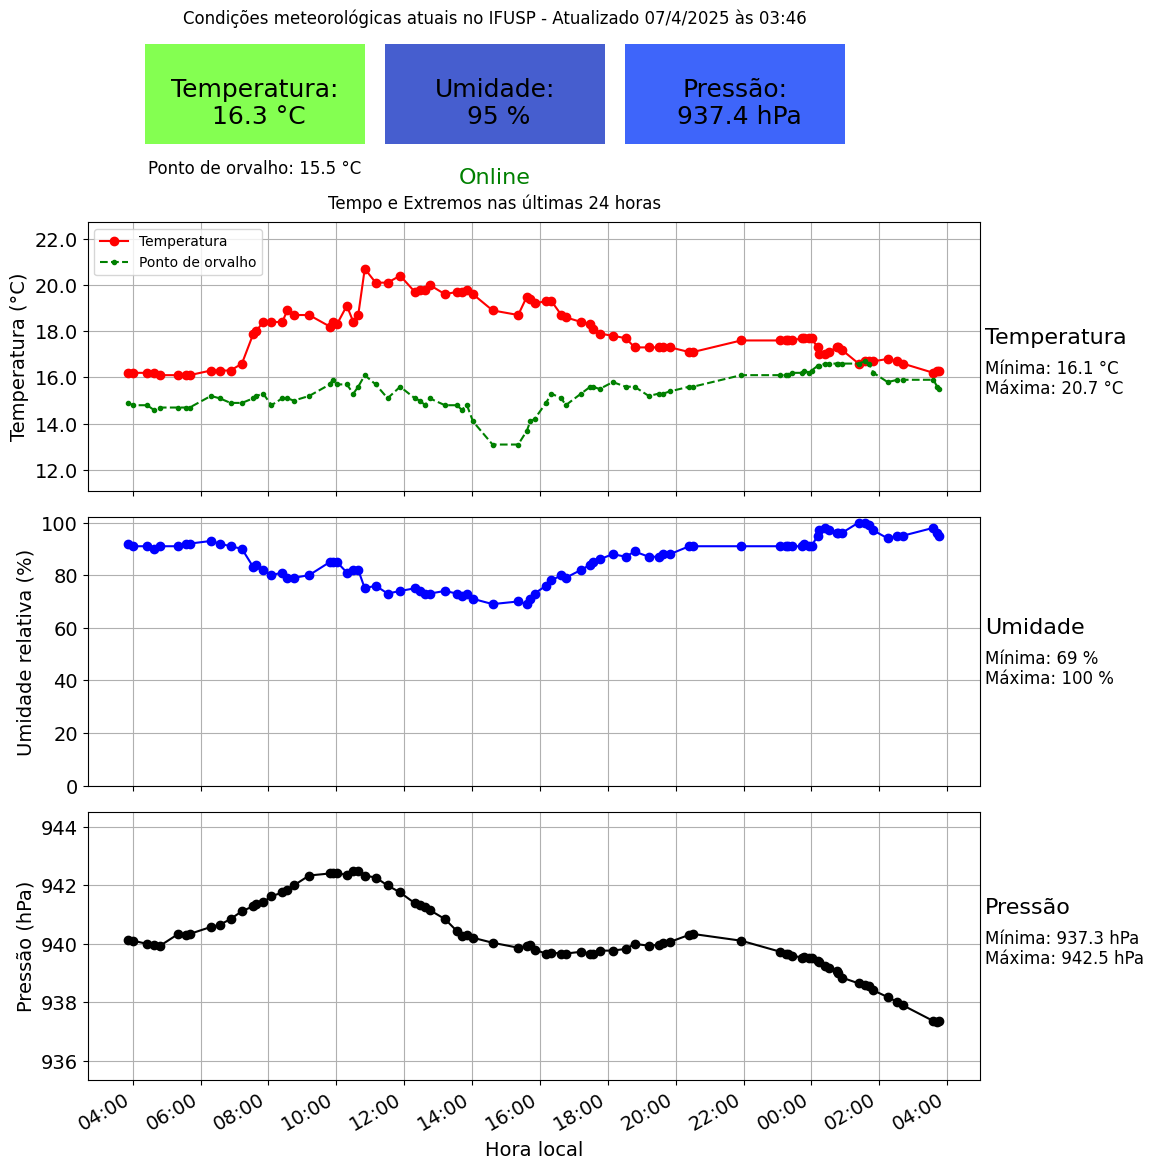 Condições meteorológicas atuais no IFUSP - Atualizado 07/4/2025 às 03:46
Temperatura:
16.3 °C
Umidade:
95 %
Pressão:
937.4 hPa
Ponto de orvalho: 15.5 °C
Online
Tempo e Extremos nas últimas 24 horas
Temperatura (°C)
22.0
20.0
18.0
16.0
14.0
12.0
Temperatura
Ponto de orvalho
Temperatura
Mínima: 16.1 °C
Máxima: 20.7 °C
Umidade relativa (%)
100
80
60
40
20
0
Umidade
Mínima: 69 %
Máxima: 100 %
Pressão (hPa)
944
942
940
938
936
Pressão
Mínima: 937.3 hPa
Máxima: 942.5 hPa
04:00 06:00 08:00 10:00 12:00 14:00 16:00 18:00 20:00 22:00 00:00 02:00 04:00
Hora local